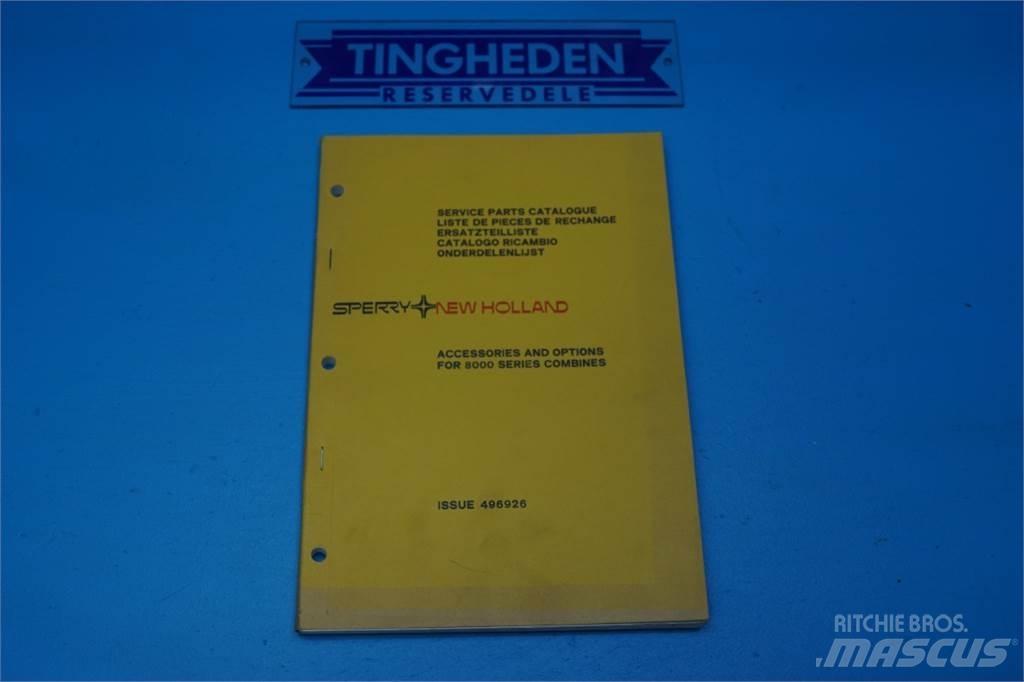 TINGHEDEN
RESERVEDELE
SERVICE PARTS CATALOGUE
LISTE DE PIECES DE RECHANGE
ERSATZTEILLISTE
CATALOGO RICAMBIO
ONDERDELENLIJST
SPERRY NEW HOLLAND
ACCESSORIES AND OPTIONS
FOR 8000 SERIES COMBINES
ISSUE 496926
RITCHIE BROS.
MASCUS